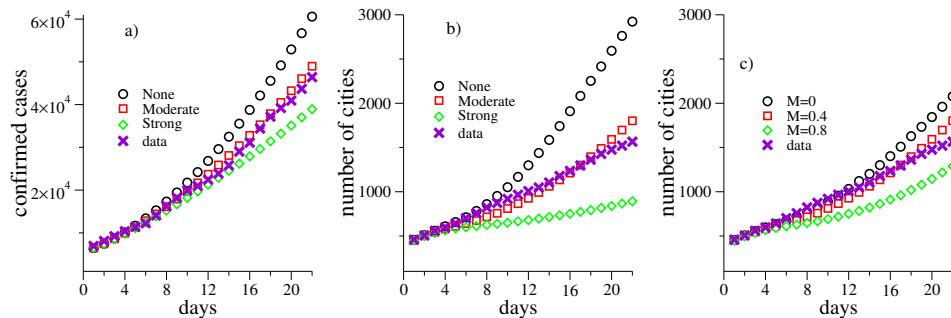 a)
confirmed cases
6×10⁴
4×10⁴
2×10⁴
None
Moderate
Strong
data
0 4 8 12 16 20
days
b)
number of cities
3000
2000
1000
None
Moderate
Strong
data
0 4 8 12 16 20
days
c)
number of cities
3000
2000
1000
M=0
M=0.4
M=0.8
data
0 4 8 12 16 20
days